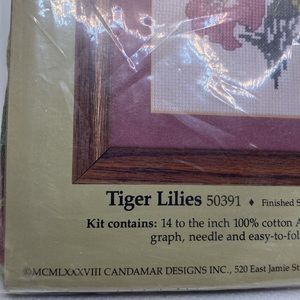 Tiger Lilies 50391 ♦ Finished S
Kit contains: 14 to the inch 100% cotton A
graph, needle and easy-to-fol
©MCMLXXXVIII CANDAMAR DESIGNS INC., 520 East Jamie St